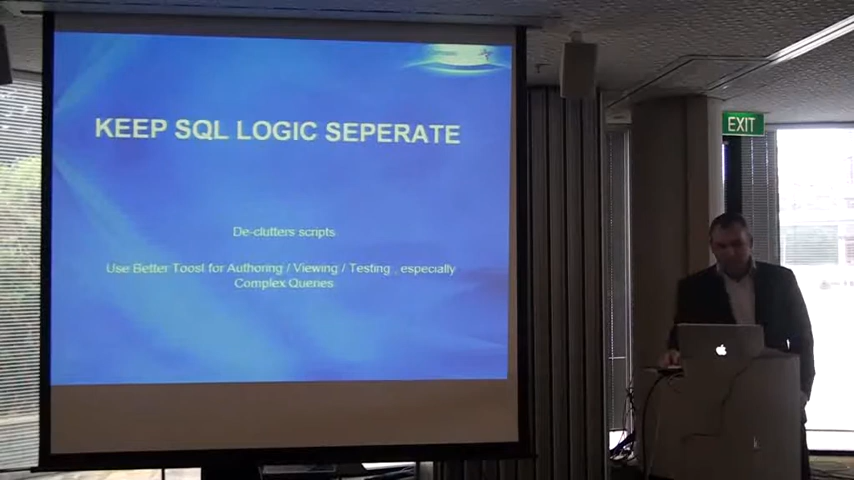 KEEP SQL LOGIC SEPERATE
De-clutters scripts
Use Better Toosl for Authoring / Viewing / Testing , especially
Complex Queries
EXIT